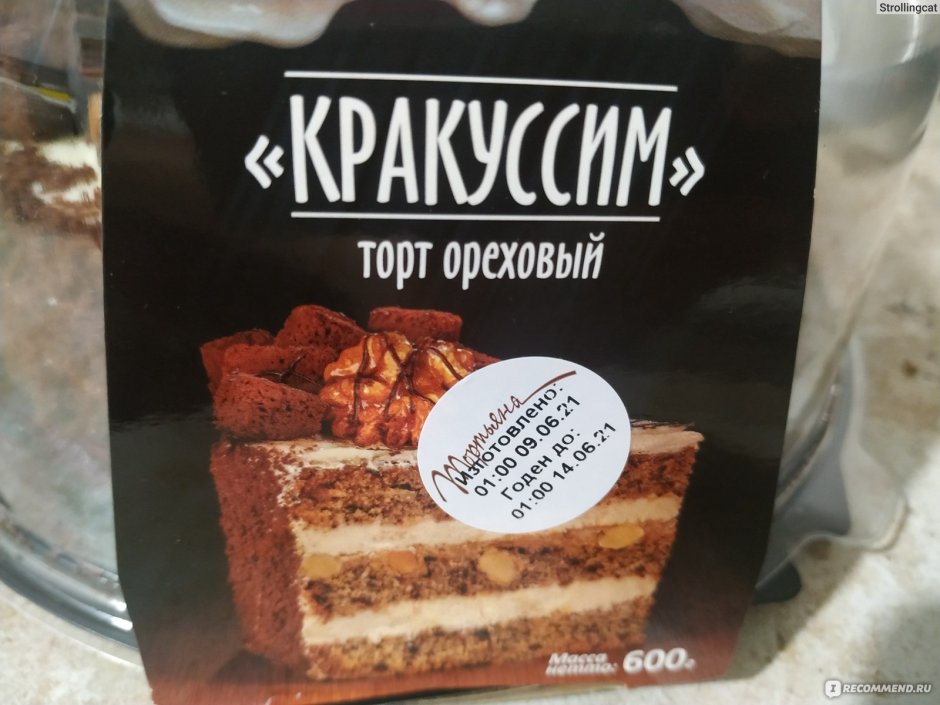 Strollingcat
«КРАКУССИМ»
торт ореховый
Тортьяна
Изготовлено:
01:00 09.06.21
Годен до:
01:00 14.06.21
Масса
нетто: 600г
I RECOMMEND.RU